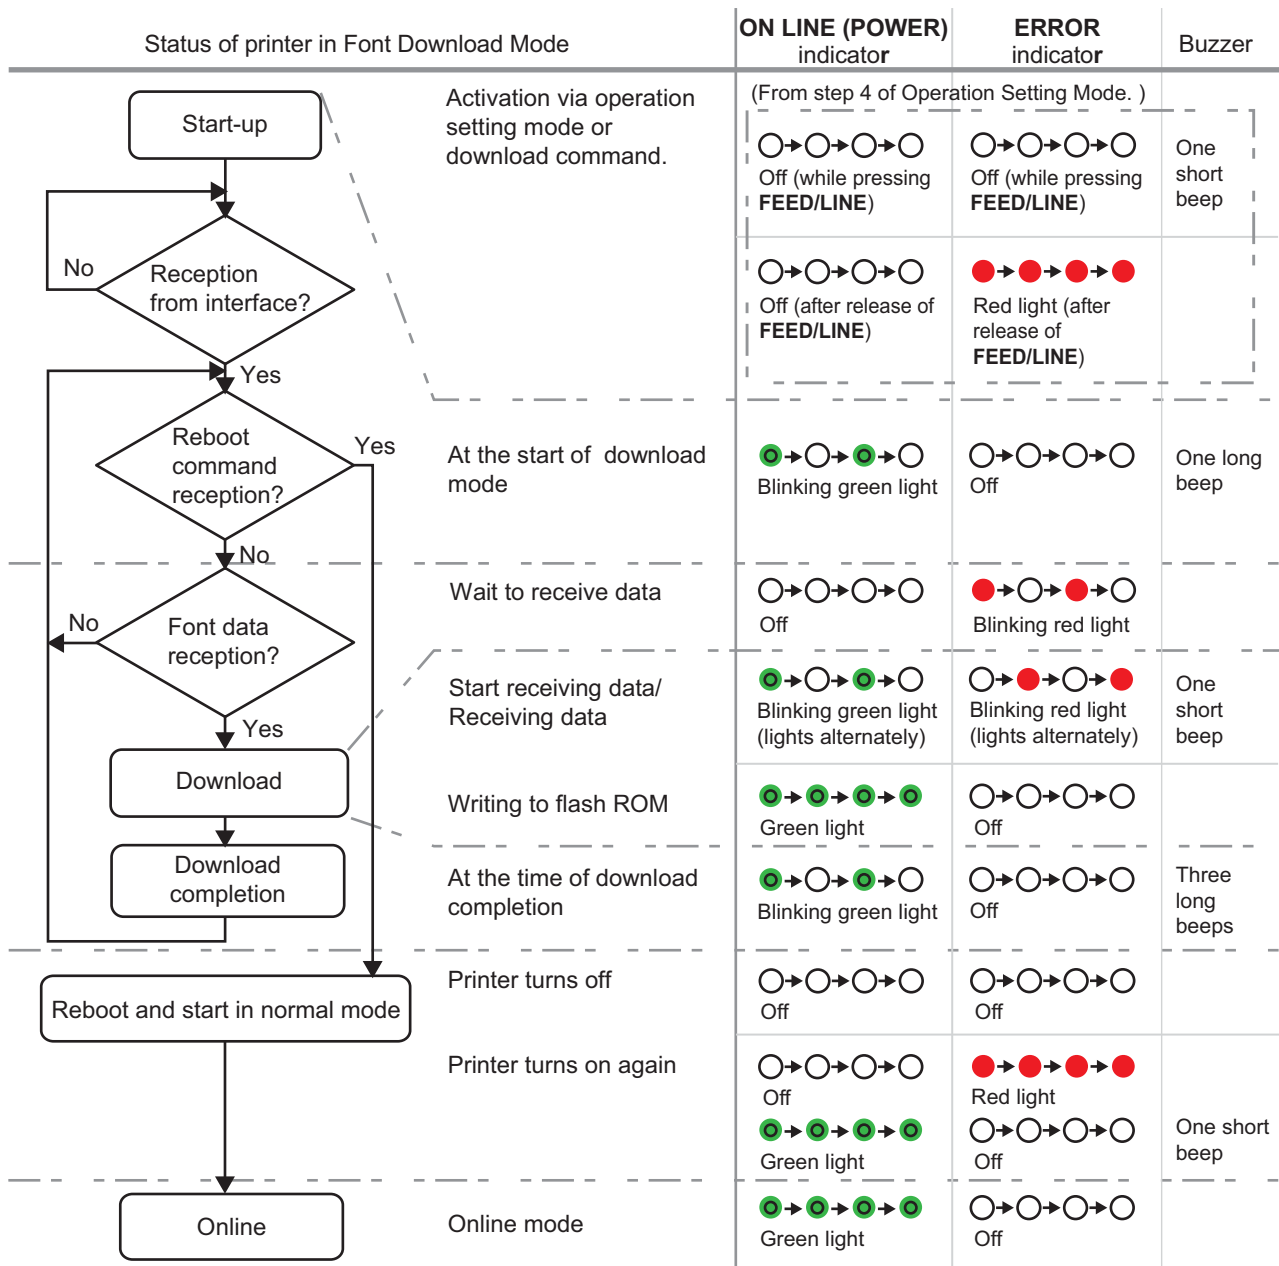 Status of printer in Font Download Mode
ON LINE (POWER)
indicator
ERROR
indicator
Buzzer
Start-up
Activation via operation
setting mode or
download command.
(From step 4 of Operation Setting Mode. )
Off (while pressing
FEED/LINE)
Off (while pressing
FEED/LINE)
One
short
beep
No
Reception
from interface?
Off (after release of
FEED/LINE)
Red light (after
release of
FEED/LINE)
Yes
Reboot
command
reception?
Yes
At the start of download
mode
Blinking green light
Off
One long
beep
No
Wait to receive data
Off
Blinking red light
No
Font data
reception?
Start receiving data/
Receiving data
Blinking green light
(lights alternately)
Blinking red light
(lights alternately)
One
short
beep
Yes
Download
Writing to flash ROM
Green light
Off
Download
completion
At the time of download
completion
Blinking green light
Off
Three
long
beeps
Reboot and start in normal mode
Printer turns off
Off
Off
Printer turns on again
Off
Red light
Green light
Off
One short
beep
Online
Online mode
Green light
Off